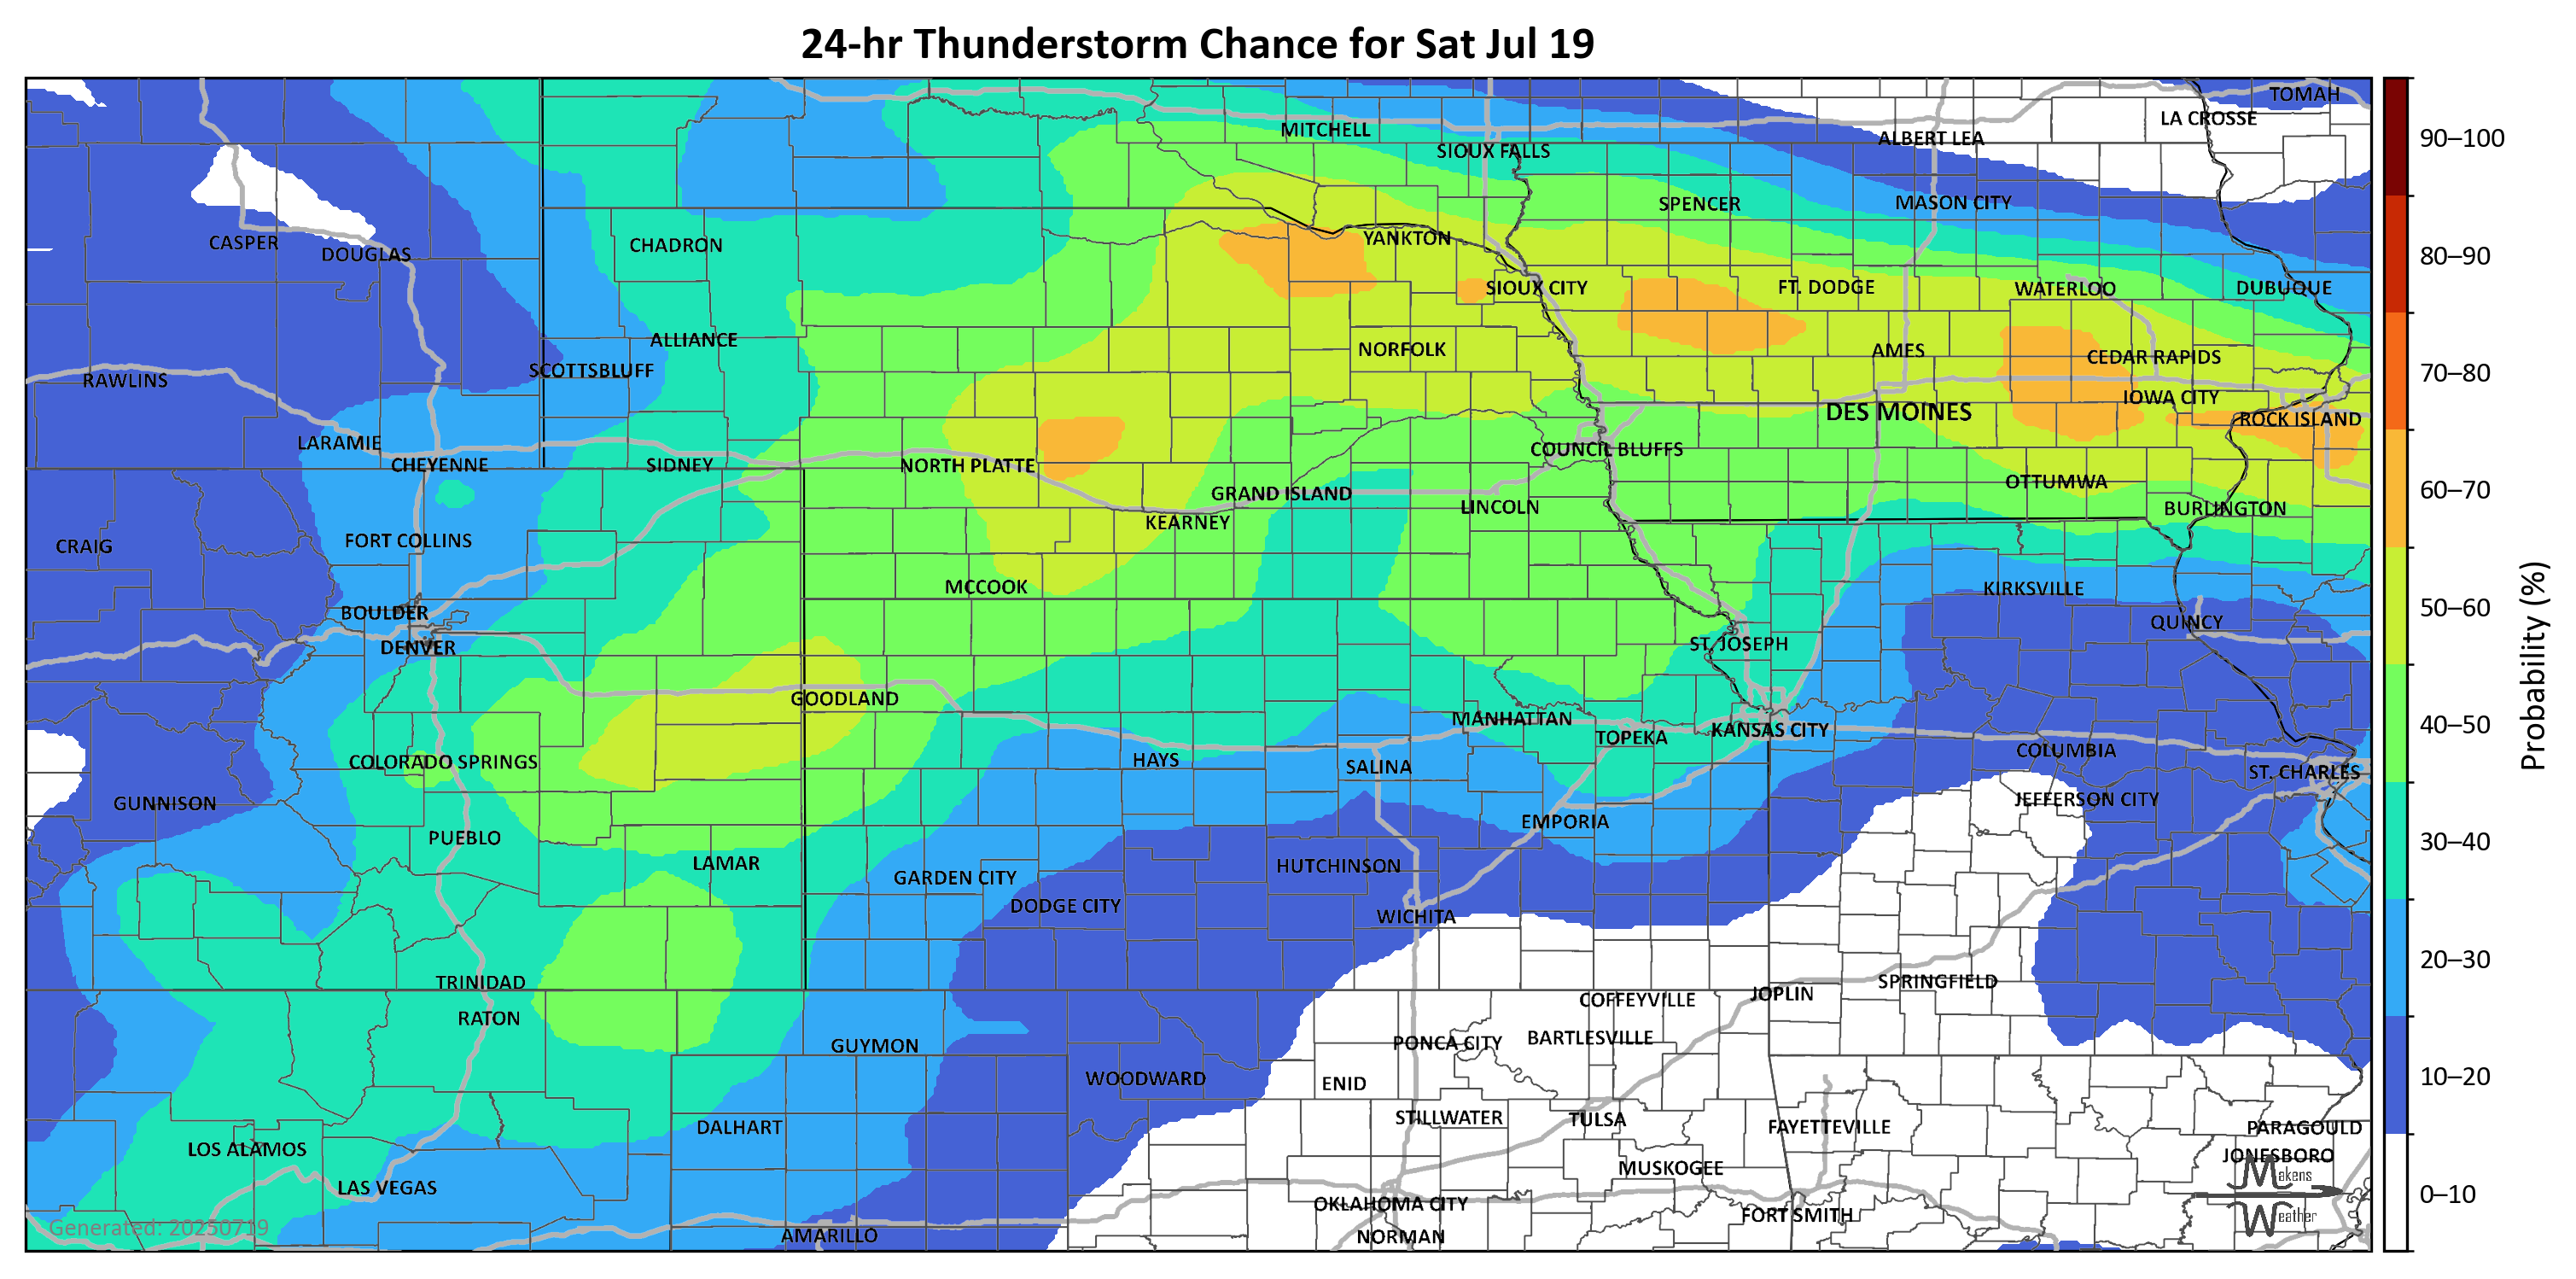 24-hr Thunderstorm Chance for Sat Jul 19
TOMAH
LA CROSSE
MITCHELL
ALBERT LEA
SIOUX FALLS
SPENCER
MASON CITY
CASPER
DOUGLAS
CHADRON
YANKTON
SIOUX CITY
FT. DODGE
WATERLOO
DUBUQUE
ALLIANCE
NORFOLK
AMES
CEDAR RAPIDS
RAWLINS
SCOTTSBLUFF
IOWA CITY
DES MOINES
ROCK ISLAND
LARAMIE
COUNCIL BLUFFS
CHEYENNE
SIDNEY
NORTH PLATTE
OTTUMWA
GRAND ISLAND
LINCOLN
BURLINGTON
KEARNEY
CRAIG
FORT COLLINS
MCCOOK
KIRKSVILLE
BOULDER
QUINCY
DENVER
ST. JOSEPH
GOODLAND
MANHATTAN
TOPEKA
KANSAS CITY
COLUMBIA
COLORADO SPRINGS
HAYS
SALINA
ST. CHARLES
GUNNISON
JEFFERSON CITY
EMPORIA
PUEBLO
LAMAR
HUTCHINSON
GARDEN CITY
DODGE CITY
WICHITA
TRINIDAD
SPRINGFIELD
JOPLIN
COFFEYVILLE
RATON
BARTLESVILLE
PONCA CITY
GUYMON
WOODWARD
ENID
STILLWATER
TULSA
DALHART
FAYETTEVILLE
PARAGOULD
LOS ALAMOS
JONESBORO
MUSKOGEE
Makens
LAS VEGAS
OKLAHOMA CITY
FORT SMITH
Weather
Generated: 20250719
AMARILLO
NORMAN
90–100
80–90
70–80
60–70
50–60
40–50
30–40
20–30
10–20
0–10
Probability (%)